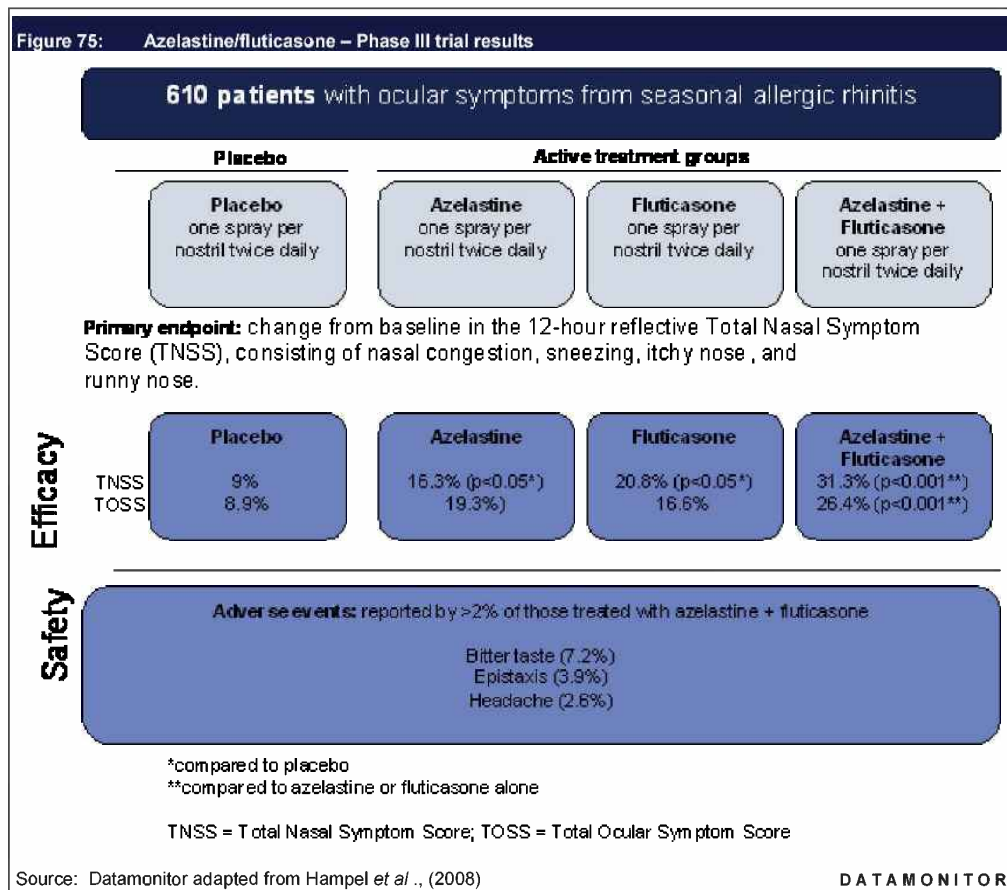 Figure 75: Azelastine/fluticasone – Phase III trial results
610 patients with ocular symptoms from seasonal allergic rhinitis
Placebo
Active treatment groups
Placebo
one spray per
nostril twice daily
Azelastine
one spray per
nostril twice daily
Fluticasone
one spray per
nostril twice daily
Azelastine +
Fluticasone
one spray per
nostril twice daily
Primary endpoint: change from baseline in the 12-hour reflective Total Nasal Symptom
Score (TNSS), consisting of nasal congestion, sneezing, itchy nose , and
runny nose.
Efficacy
TNSS
TOSS
Placebo
9%
8.9%
Azelastine
16.3% (p<0.05*)
19.3%)
Fluticasone
20.8% (p<0.05*)
16.6%
Azelastine +
Fluticasone
31.3% (p<0.001**)
26.4% (p<0.001**)
Safety
Adverse events: reported by >2% of those treated with azelastine + fluticasone
Bitter taste (7.2%)
Epistaxis (3.9%)
Headache (2.6%)
*compared to placebo
**compared to azelastine or fluticasone alone
TNSS = Total Nasal Symptom Score; TOSS = Total Ocular Symptom Score
Source: Datamonitor adapted from Hampel et al ., (2008)
DATAMONITOR